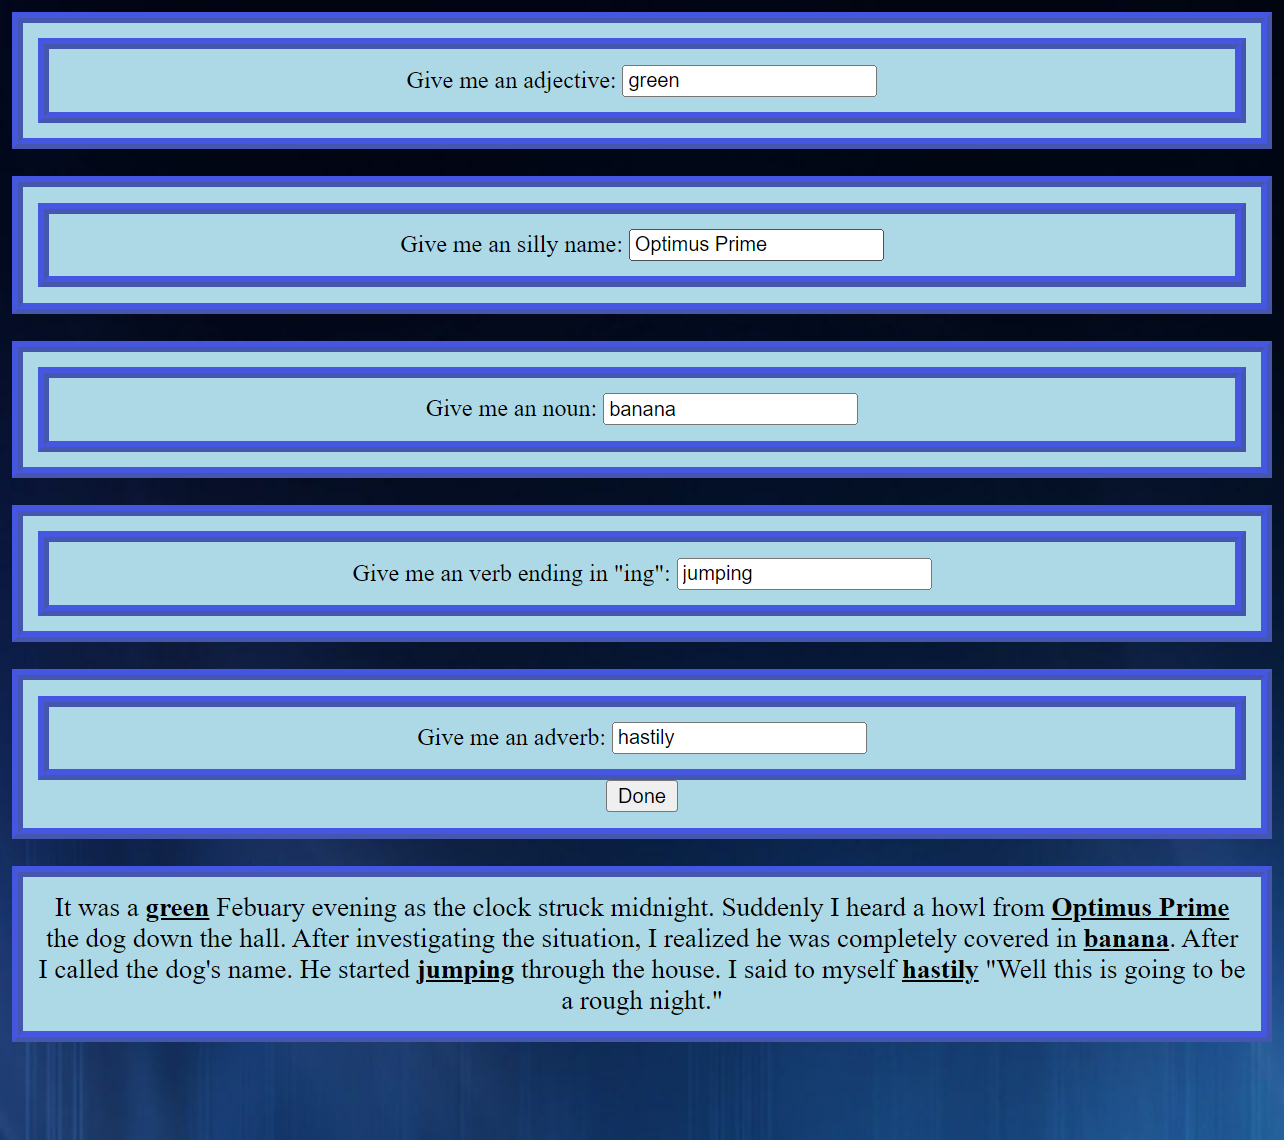 Give me an adjective: green
Give me an silly name: Optimus Prime
Give me an noun: banana
Give me an verb ending in "ing": jumping
Give me an adverb: hastily
Done
It was a green Febuary evening as the clock struck midnight. Suddenly I heard a howl from Optimus Prime
the dog down the hall. After investigating the situation, I realized he was completely covered in banana. After
I called the dog's name. He started jumping through the house. I said to myself hastily "Well this is going to be
a rough night."